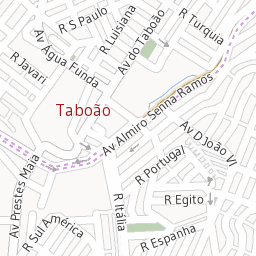 R S Paulo
R Luisiana
R Turquia
R Javarí
Av Água Funda
Av do Taboão
Taboão
Av Almiro Senna Ramos
Av D João VI
R Portugal
Av Prestes Maia
R Itália
R Egito
R Sul América
R Espanha